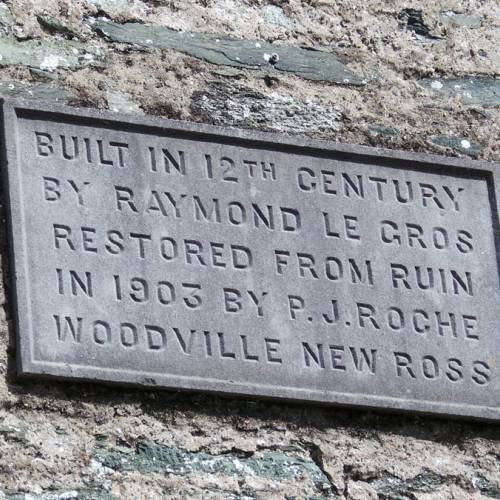 BUILT IN 12TH CENTURY
BY RAYMOND LE GROS
RESTORED FROM RUIN
IN 1903 BY P.J.ROCHE
WOODVILLE NEW ROSS